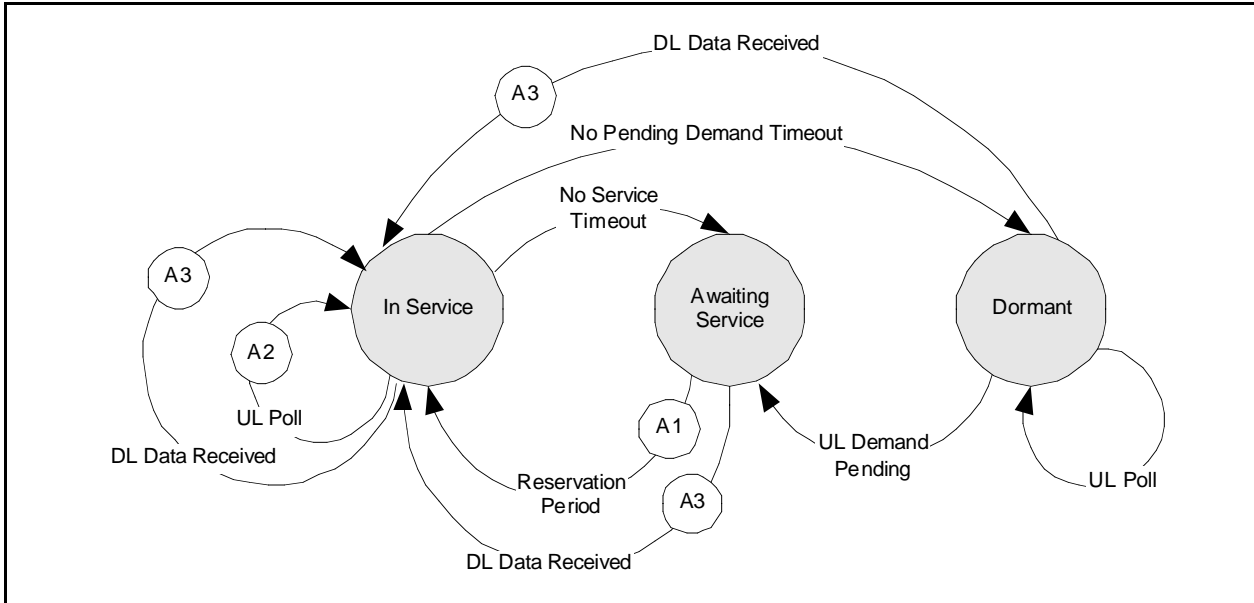 DL Data Received
A3
No Pending Demand Timeout
No Service
Timeout
A3
In Service
Awaiting
Service
Dormant
A2
UL Poll
DL Data Received
A1
Reservation
Period
A3
DL Data Received
UL Demand
Pending
UL Poll